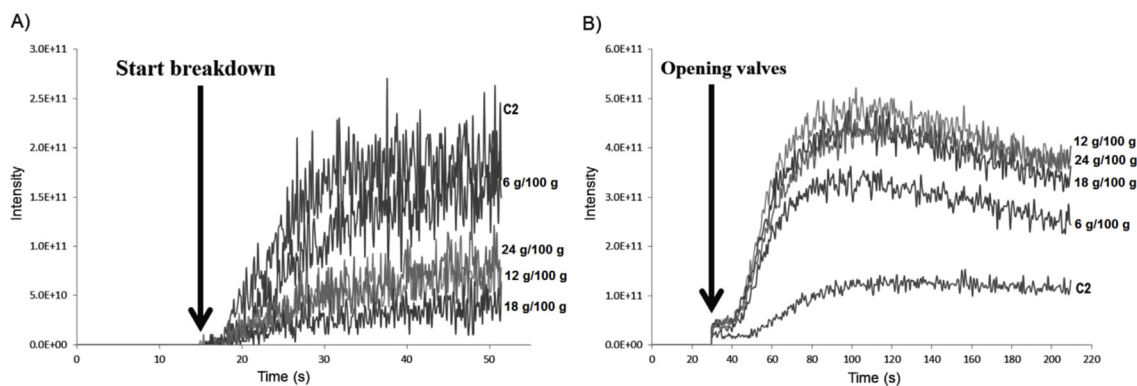 A)
3.0E+11
2.5E+11
2.0E+11
1.5E+11
1.0E+11
5.0E+10
0.0E+00
Intensity
Start breakdown
C2
6 g/100 g
24 g/100 g
12 g/100 g
18 g/100 g
0 10 20 30 40 50
Time (s)
B)
6.0E+11
5.0E+11
4.0E+11
3.0E+11
2.0E+11
1.0E+11
0.0E+00
Intensity
Opening valves
12 g/100 g
24 g/100 g
18 g/100 g
6 g/100 g
C2
0 20 40 60 80 100 120 140 160 180 200 220
Time (s)